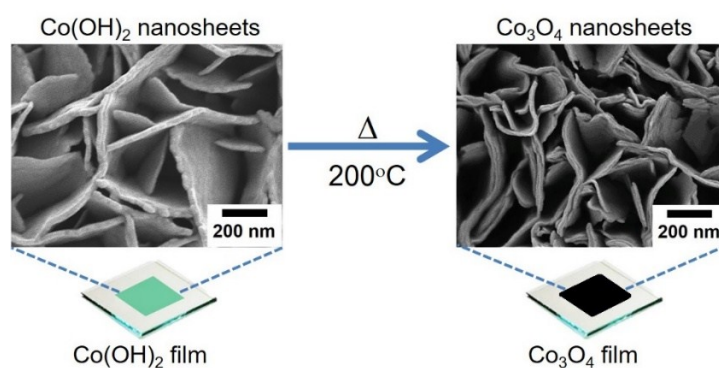 Co(OH)₂ nanosheets
Co₃O₄ nanosheets
Δ
200°C
200 nm
200 nm
Co(OH)₂ film
Co₃O₄ film